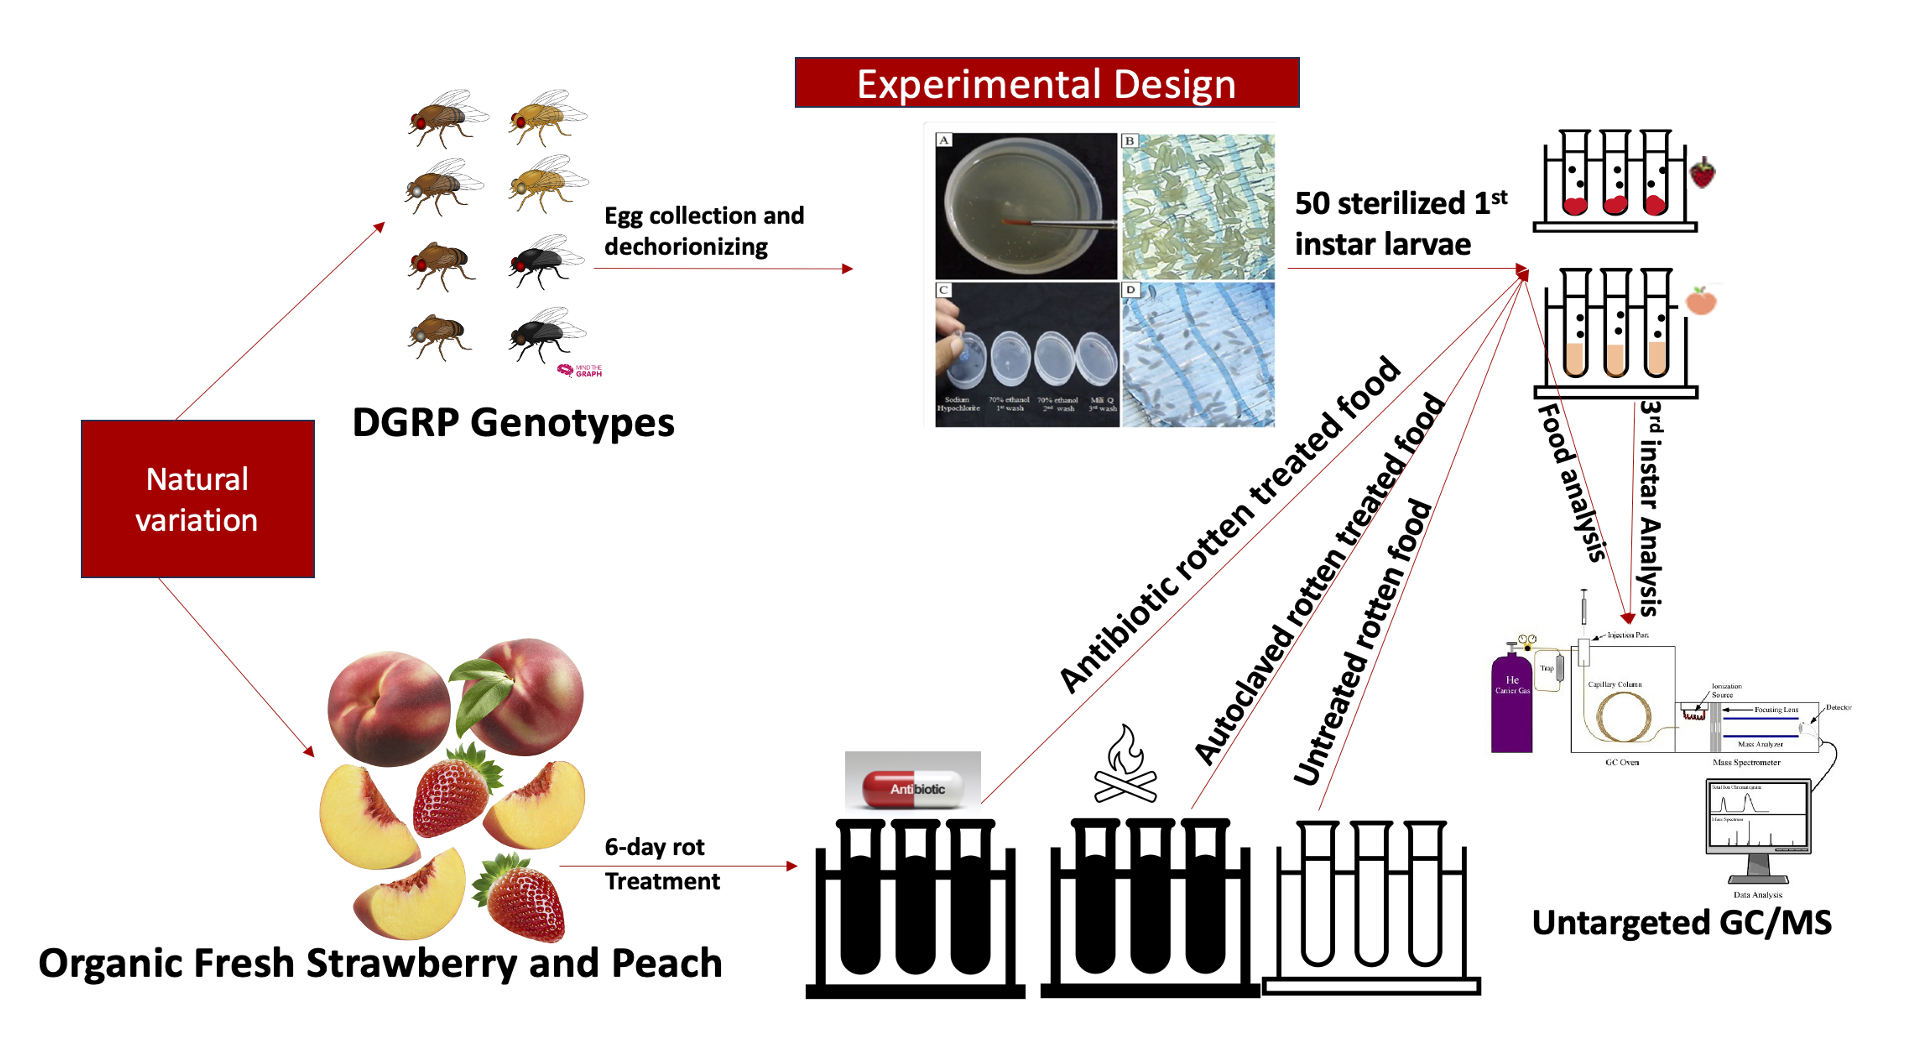 Experimental Design
Natural
variation
DGRP Genotypes
MIND THE
GRAPH
Egg collection and
dechorionizing
A
B
C
D
Sodium
Hypochlorite
70% ethanol
1st wash
70% ethanol
2nd wash
Mili Q
3rd wash
50 sterilized 1st
instar larvae
Organic Fresh Strawberry and Peach
6-day rot
Treatment
Antibiotic
Antibiotic rotten treated food
Autoclaved rotten treated food
Untreated rotten food
Food analysis
3rd instar Analysis
Injection Port
Trap
He
Carrier Gas
Capillary Column
Ionization
Source
Focusing Lens
Detector
Mass Analyzer
GC Oven
Mass Spectrometer
Total Ion Chromatogram
Mass Spectrum
Data Analysis
Untargeted GC/MS